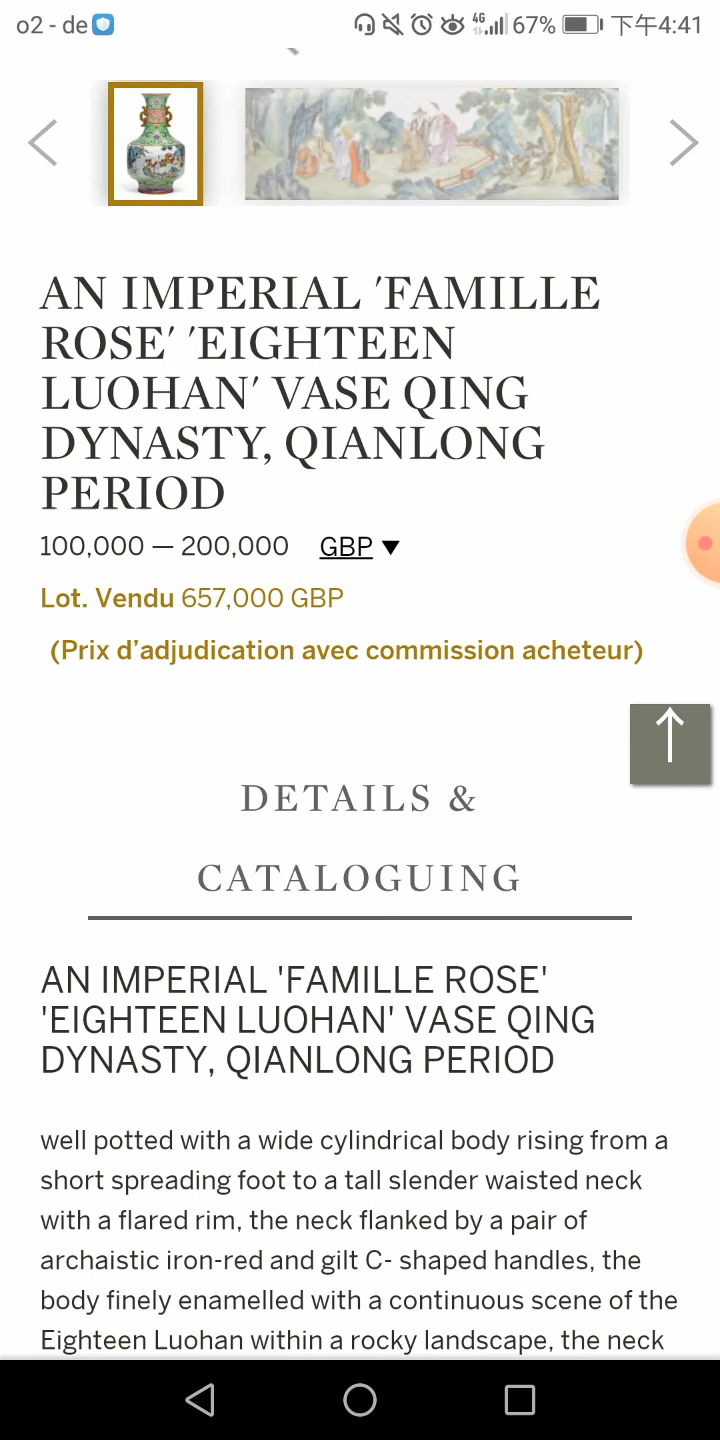 o2 - de 4G 67% 下午4:41
AN IMPERIAL 'FAMILLE
ROSE' 'EIGHTEEN
LUOHAN' VASE QING
DYNASTY, QIANLONG
PERIOD
100,000 — 200,000 GBP ▼
Lot. Vendu 657,000 GBP
(Prix d’adjudication avec commission acheteur)
DETAILS &
CATALOGUING
AN IMPERIAL 'FAMILLE ROSE'
'EIGHTEEN LUOHAN' VASE QING
DYNASTY, QIANLONG PERIOD
well potted with a wide cylindrical body rising from a
short spreading foot to a tall slender waisted neck
with a flared rim, the neck flanked by a pair of
archaistic iron-red and gilt C- shaped handles, the
body finely enamelled with a continuous scene of the
Eighteen Luohan within a rocky landscape, the neck